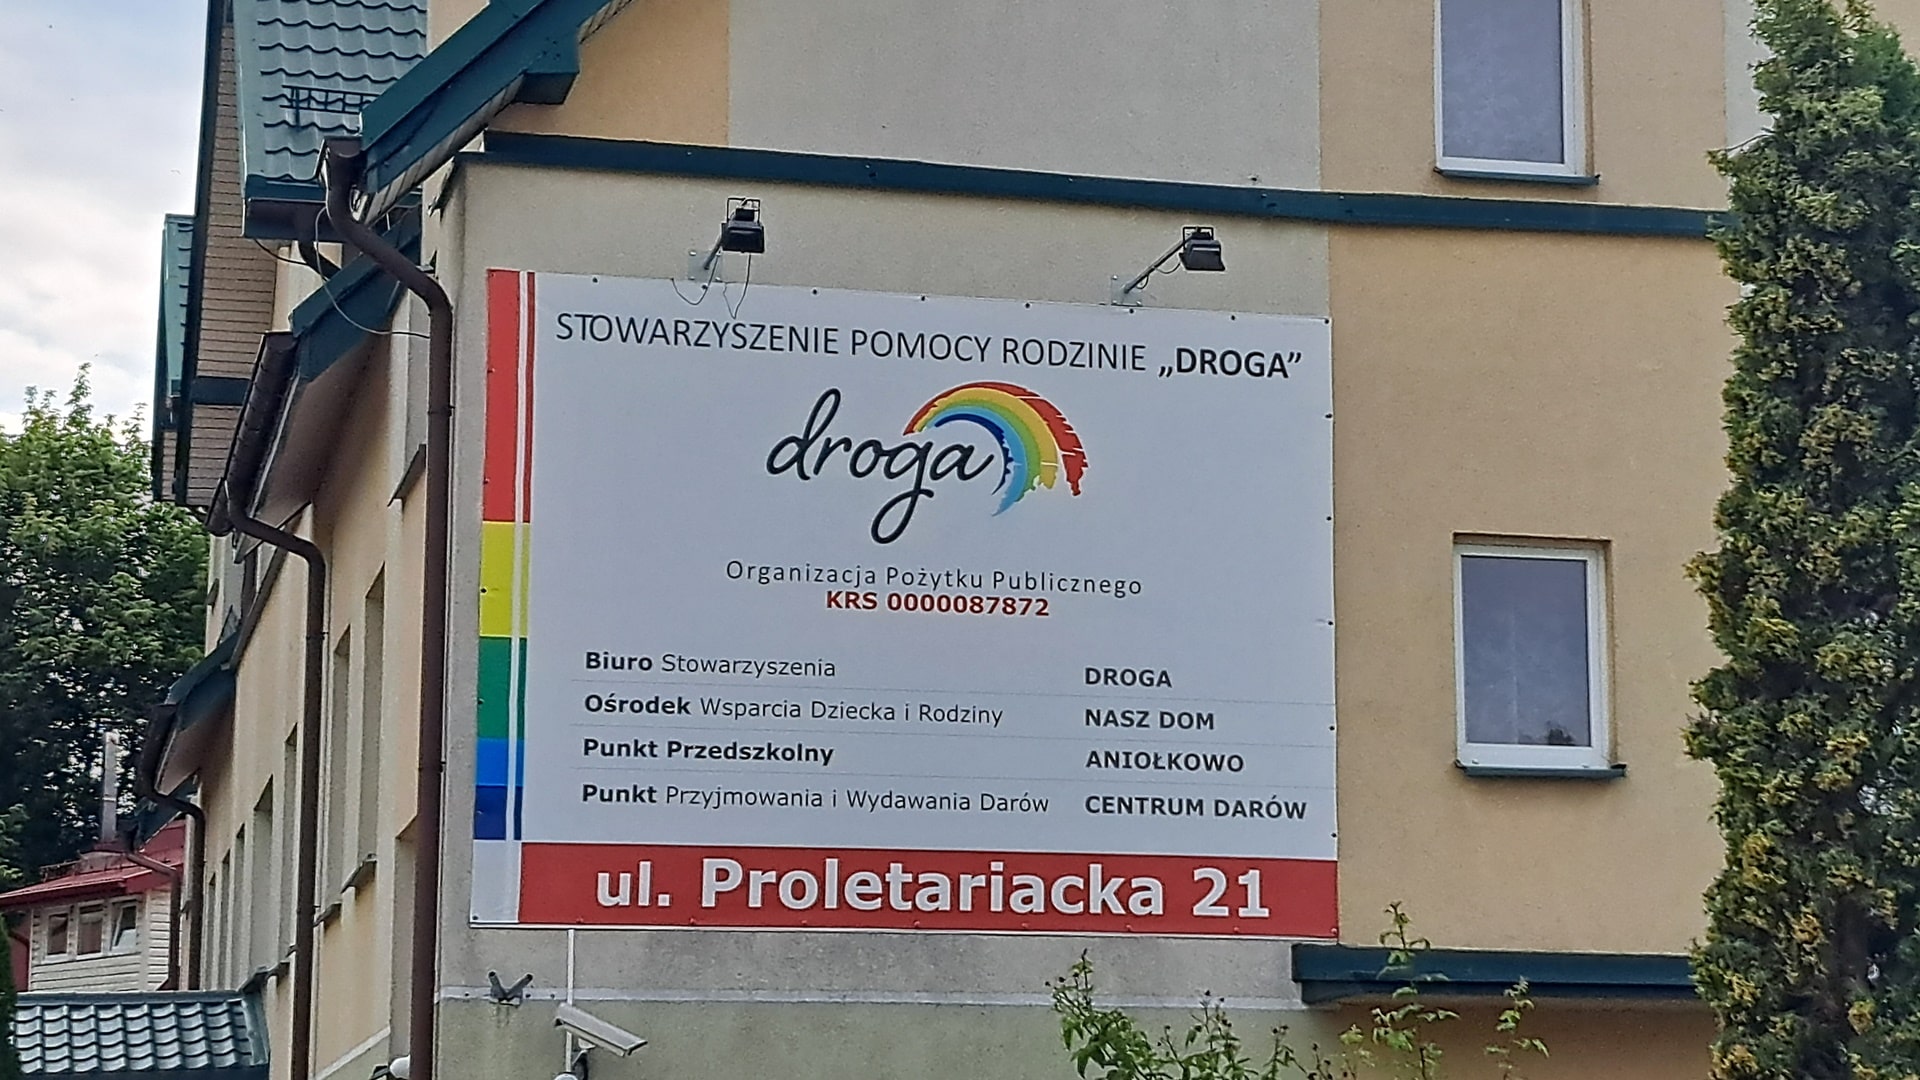 STOWARZYSZENIE POMOCY RODZINIE „DROGA”
droga
Organizacja Pożytku Publicznego
KRS 0000087872
Biuro Stowarzyszenia DROGA
Ośrodek Wsparcia Dziecka i Rodziny NASZ DOM
Punkt Przedszkolny ANIOŁKOWO
Punkt Przyjmowania i Wydawania Darów CENTRUM DARÓW
ul. Proletariacka 21